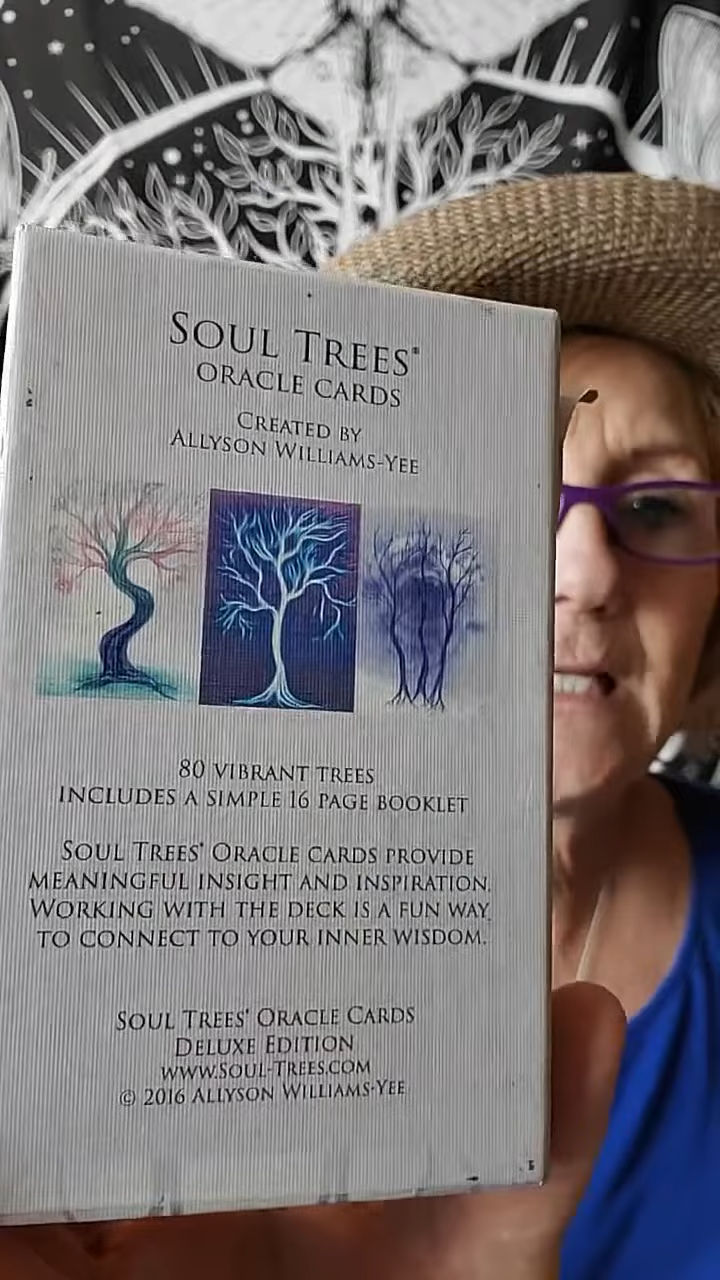 SOUL TREES®
ORACLE CARDS
CREATED BY
ALLYSON WILLIAMS-YEE
80 VIBRANT TREES
INCLUDES A SIMPLE 16 PAGE BOOKLET
SOUL TREES® ORACLE CARDS PROVIDE
MEANINGFUL INSIGHT AND INSPIRATION.
WORKING WITH THE DECK IS A FUN WAY
TO CONNECT TO YOUR INNER WISDOM.
SOUL TREES® ORACLE CARDS
DELUXE EDITION
WWW.SOUL-TREES.COM
© 2016 ALLYSON WILLIAMS-YEE